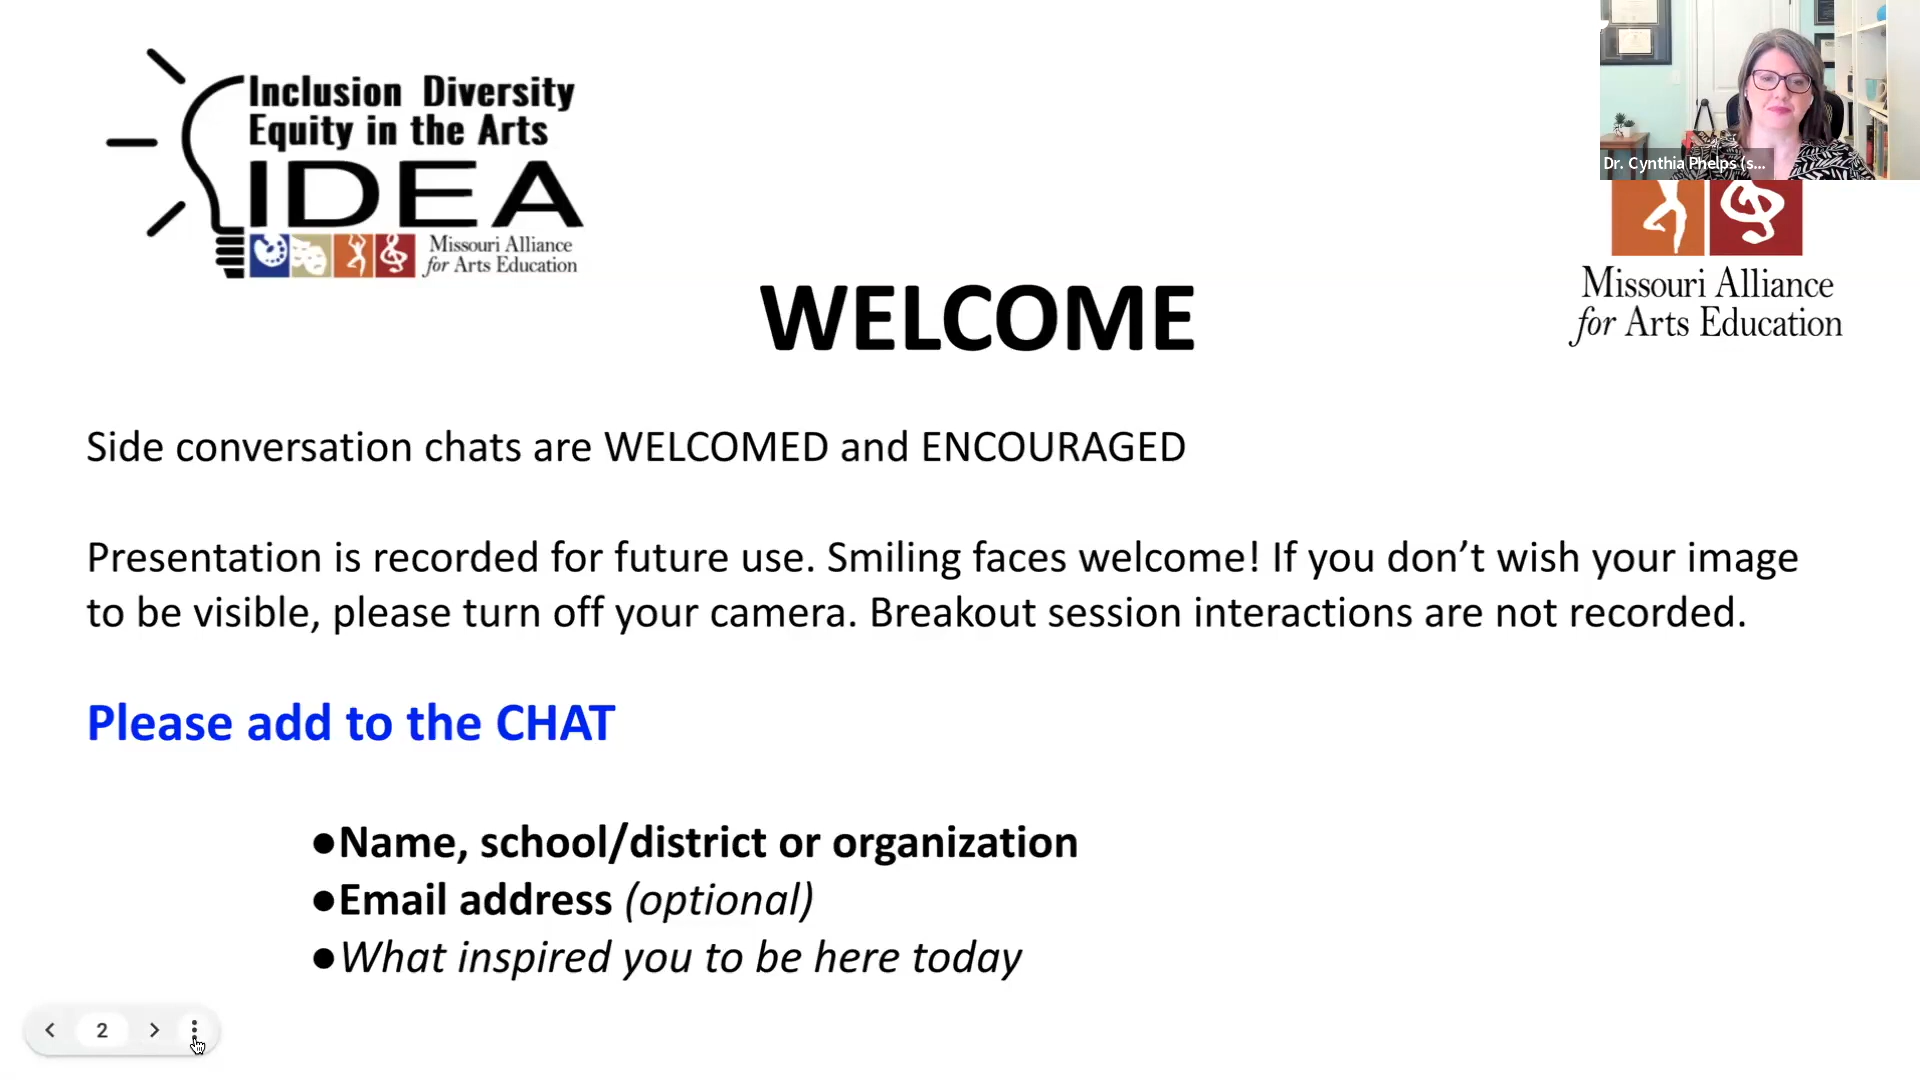 Inclusion Diversity
Equity in the Arts
IDEA
Missouri Alliance
for Arts Education
Dr. Cynthia Phelps (s...
Missouri Alliance
for Arts Education
WELCOME
Side conversation chats are WELCOMED and ENCOURAGED
Presentation is recorded for future use. Smiling faces welcome! If you don’t wish your image
to be visible, please turn off your camera. Breakout session interactions are not recorded.
Please add to the CHAT
●Name, school/district or organization
●Email address (optional)
●What inspired you to be here today
2